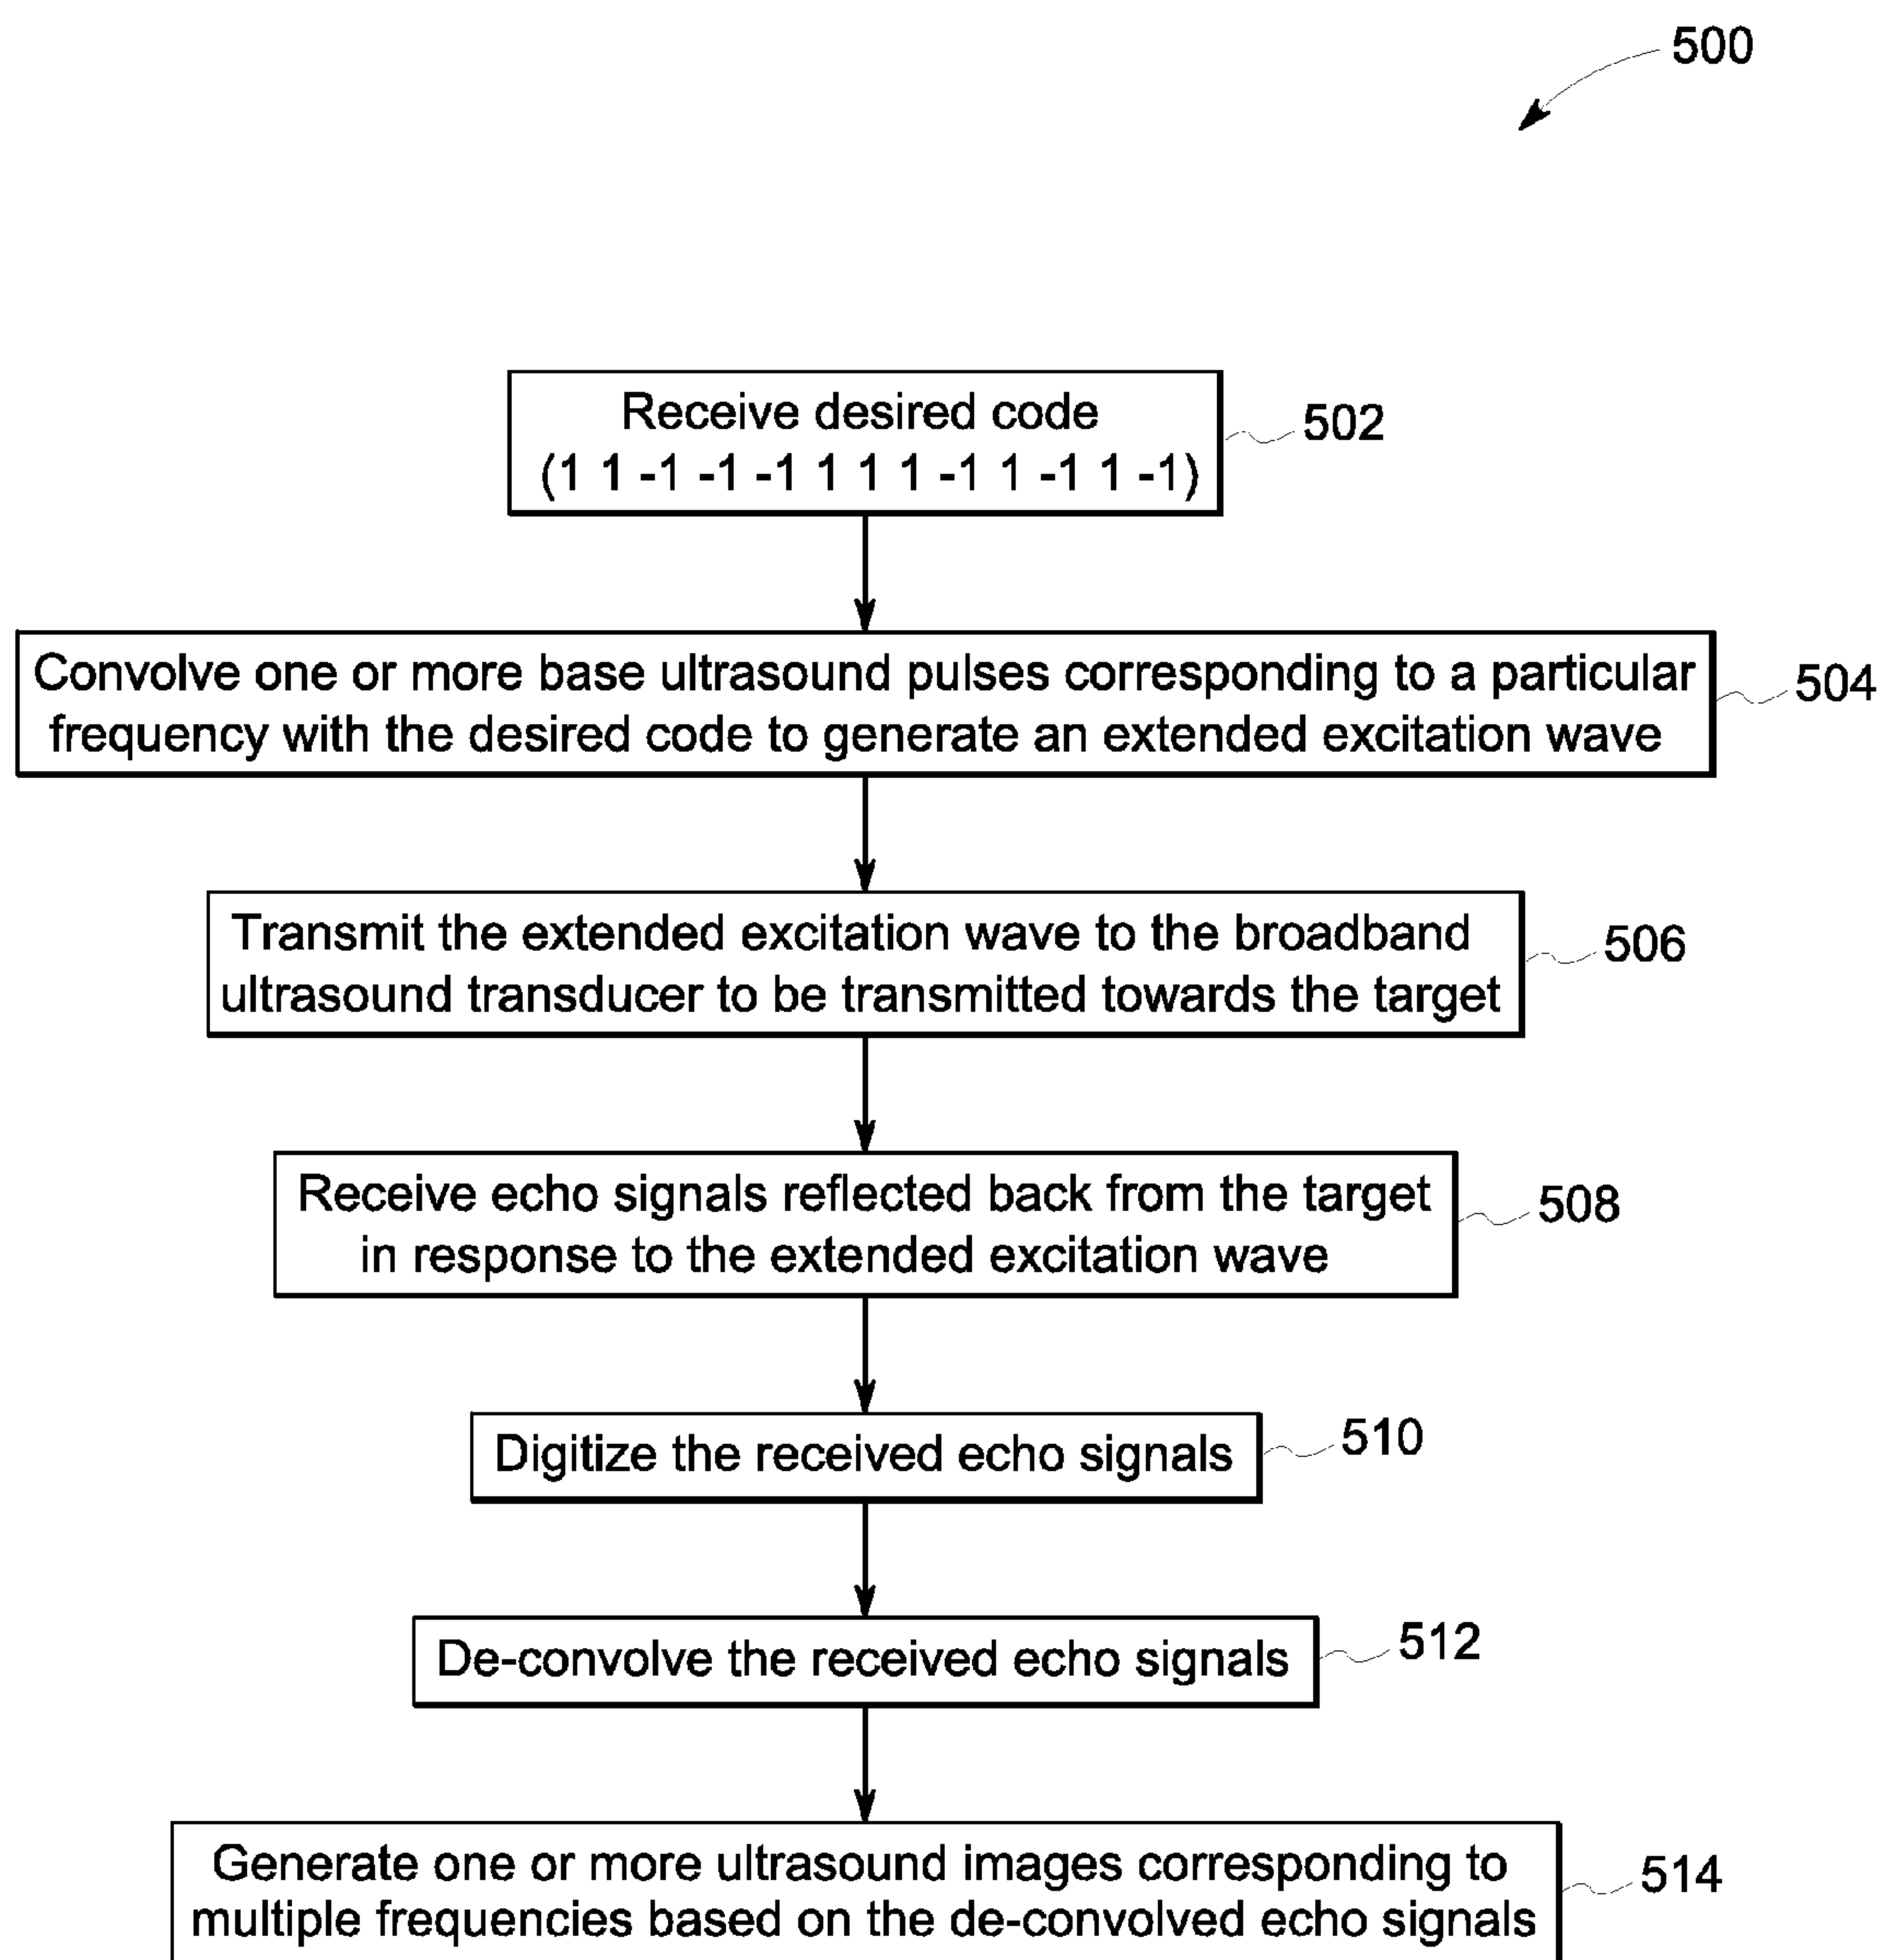 500
Receive desired code
(1 1 -1 -1 -1 1 1 1 -1 1 -1 1 -1)
502
Convolve one or more base ultrasound pulses corresponding to a particular
frequency with the desired code to generate an extended excitation wave
504
Transmit the extended excitation wave to the broadband
ultrasound transducer to be transmitted towards the target
506
Receive echo signals reflected back from the target
in response to the extended excitation wave
508
Digitize the received echo signals
510
De-convolve the received echo signals
512
Generate one or more ultrasound images corresponding to
multiple frequencies based on the de-convolved echo signals
514